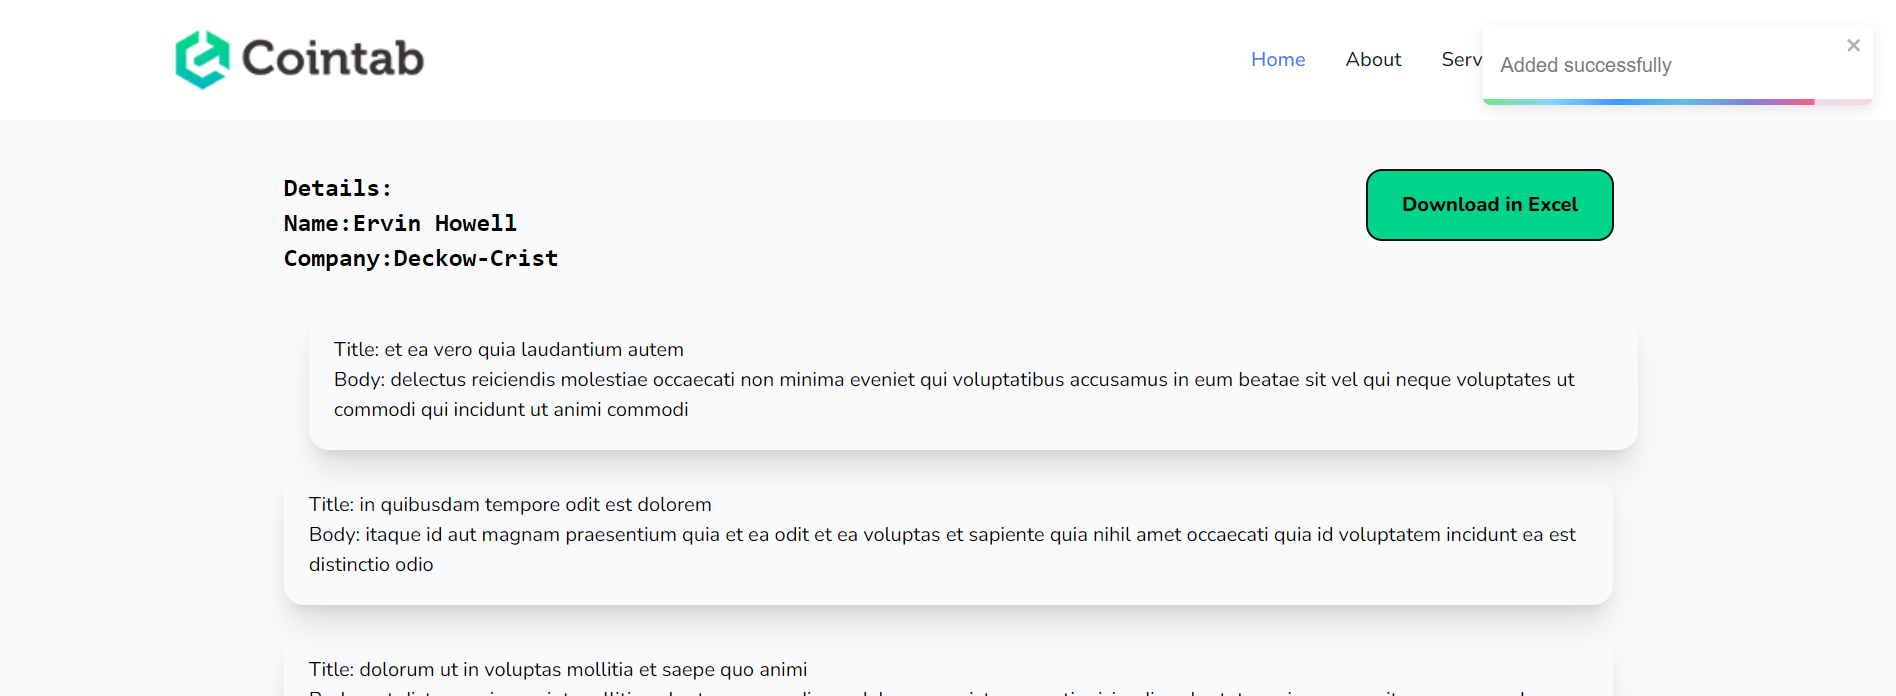 Cointab
Home About Serv
Added successfully
Details:
Name:Ervin Howell
Company:Deckow-Crist
Download in Excel
Title: et ea vero quia laudantium autem
Body: delectus reiciendis molestiae occaecati non minima eveniet qui voluptatibus accusamus in eum beatae sit vel qui neque voluptates ut
commodi qui incidunt ut animi commodi
Title: in quibusdam tempore odit est dolorem
Body: itaque id aut magnam praesentium quia et ea odit et ea voluptas et sapiente quia nihil amet occaecati quia id voluptatem incidunt ea est
distinctio odio
Title: dolorum ut in voluptas mollitia et saepe quo animi